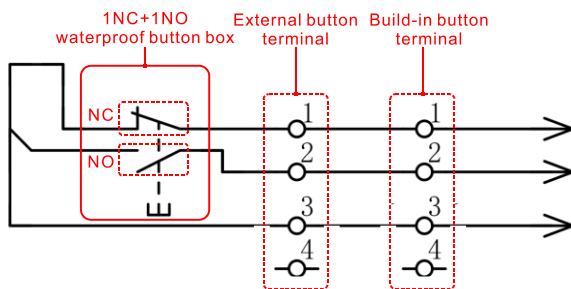 1NC+1NO
waterproof button box
External button
terminal
Build-in button
terminal
NC
NO
1
1
2
2
3
3
4
4